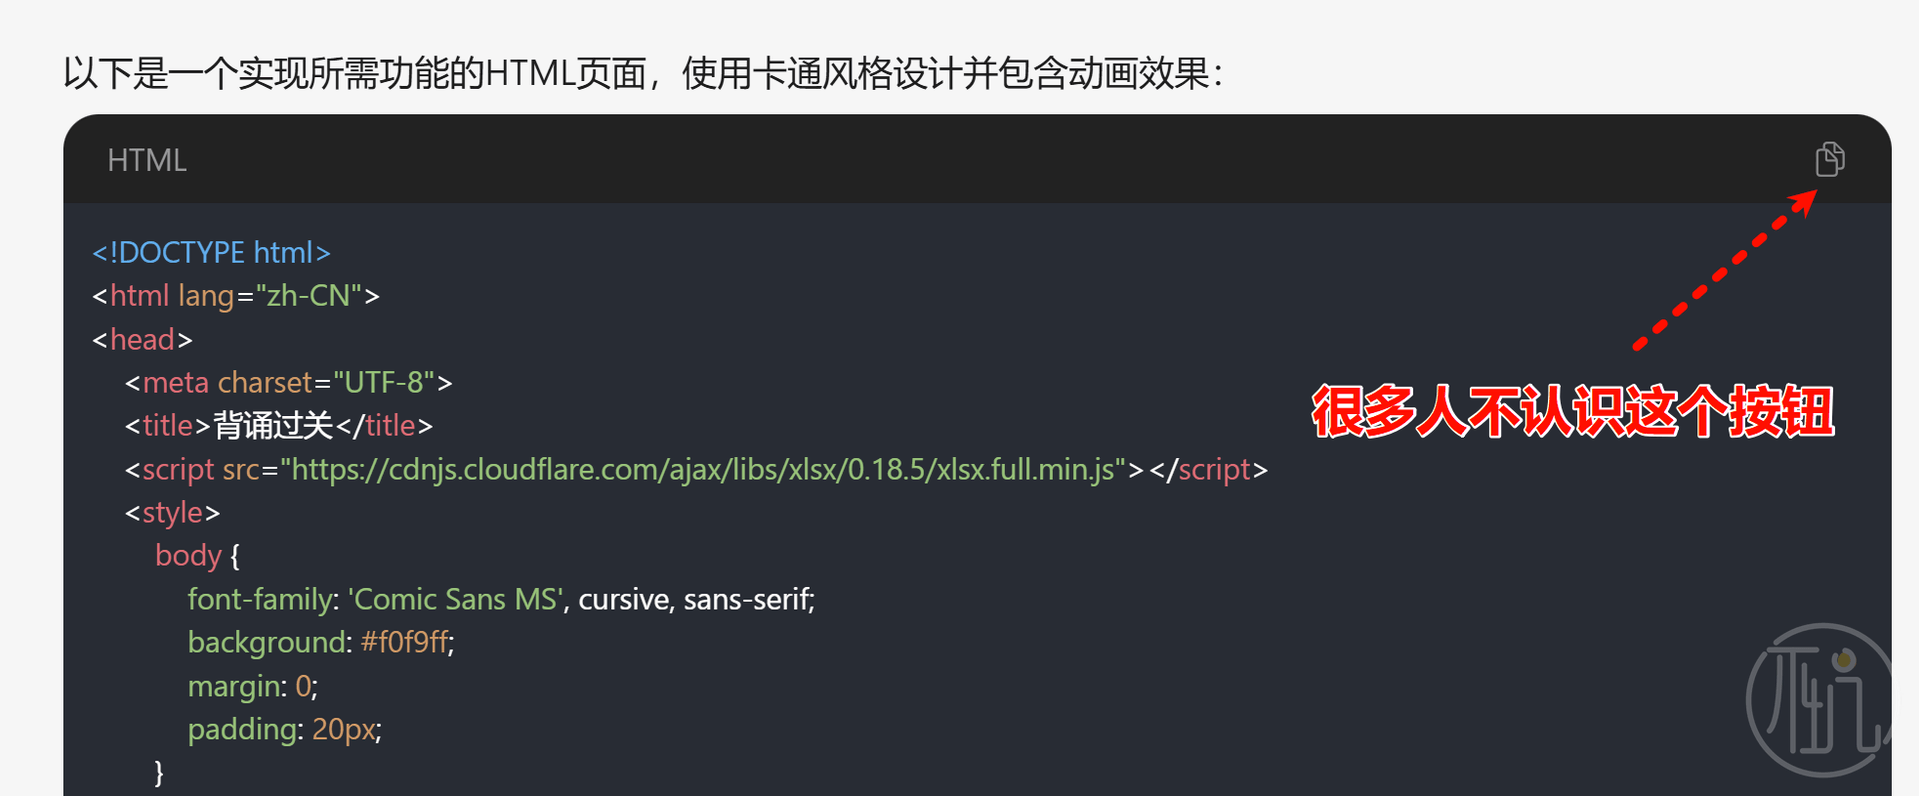 以下是一个实现所需功能的HTML页面，使用卡通风格设计并包含动画效果：
HTML
<!DOCTYPE html>
<html lang="zh-CN">
<head>
    <meta charset="UTF-8">
    <title>背诵过关</title>
    <script src="https://cdnjs.cloudflare.com/ajax/libs/xlsx/0.18.5/xlsx.full.min.js"></script>
    <style>
        body {
            font-family: 'Comic Sans MS', cursive, sans-serif;
            background: #f0f9ff;
            margin: 0;
            padding: 20px;
        }
很多人不认识这个按钮